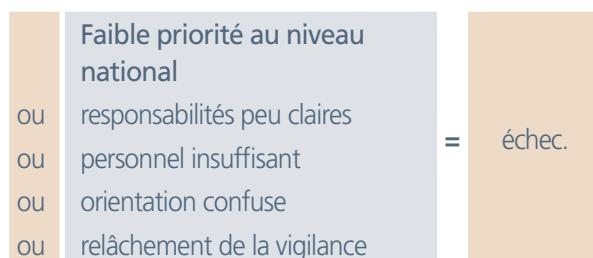 Faible priorité au niveau
national
ou responsabilités peu claires
ou personnel insuffisant
= échec.
ou orientation confuse
ou relâchement de la vigilance